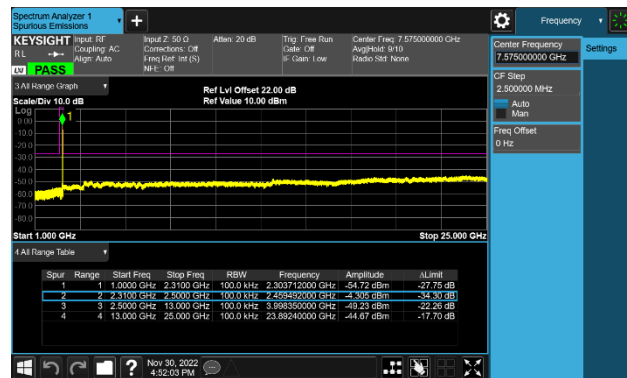 Spectrum Analyzer 1
Spurious Emissions
KEYSIGHT
RL
Input: RF
Coupling: AC
Align: Auto
Input Z: 50 Ω
Corrections: Off
Freq Ref: Int (S)
NFE: Off
Atten: 20 dB
Trig: Free Run
Gate: Off
IF Gain: Low
Center Freq: 7.575000000 GHz
Avg|Hold: 9/10
Radio Std: None
PASS
3 All Range Graph
Scale/Div 10.0 dB
Ref Lvl Offset 22.00 dB
Ref Value 10.00 dBm
Log
1
0.00
-10.0
-20.0
-30.0
-40.0
-50.0
-60.0
-70.0
-80.0
Start 1.000 GHz
Stop 25.000 GHz
4 All Range Table
Spur Range Start Freq Stop Freq RBW Frequency Amplitude ΔLimit
1 1 1.0000 GHz 2.3100 GHz 100.0 kHz 2.303712000 GHz -54.72 dBm -27.75 dB
2 2 2.3100 GHz 2.5000 GHz 100.0 kHz 2.459492000 GHz -4.305 dBm -34.30 dB
3 3 2.5000 GHz 13.000 GHz 100.0 kHz 3.998350000 GHz -49.23 dBm -22.26 dB
4 4 13.000 GHz 25.000 GHz 100.0 kHz 23.89240000 GHz -44.67 dBm -17.70 dB
Nov 30, 2022
4:52:03 PM
Frequency
Center Frequency
7.575000000 GHz
Settings
CF Step
2.500000 MHz
Auto
Man
Freq Offset
0 Hz